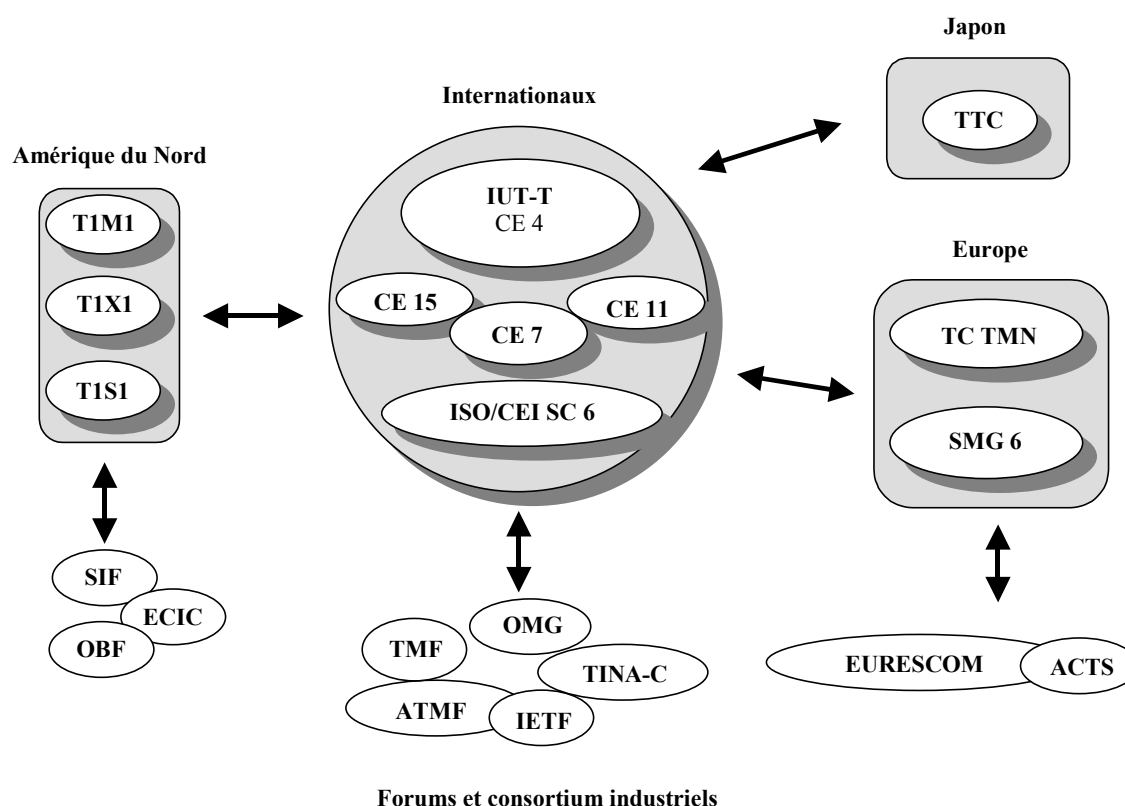 Japon
TTC
Internationaux
IUT-T
CE 4
CE 15
CE 11
CE 7
ISO/CEI SC 6
Amérique du Nord
T1M1
T1X1
T1S1
Europe
TC TMN
SMG 6
SIF
ECIC
OBF
OMG
TMF
TINA-C
ATMF
IETF
EURESCOM
ACTS
Forums et consortium industriels